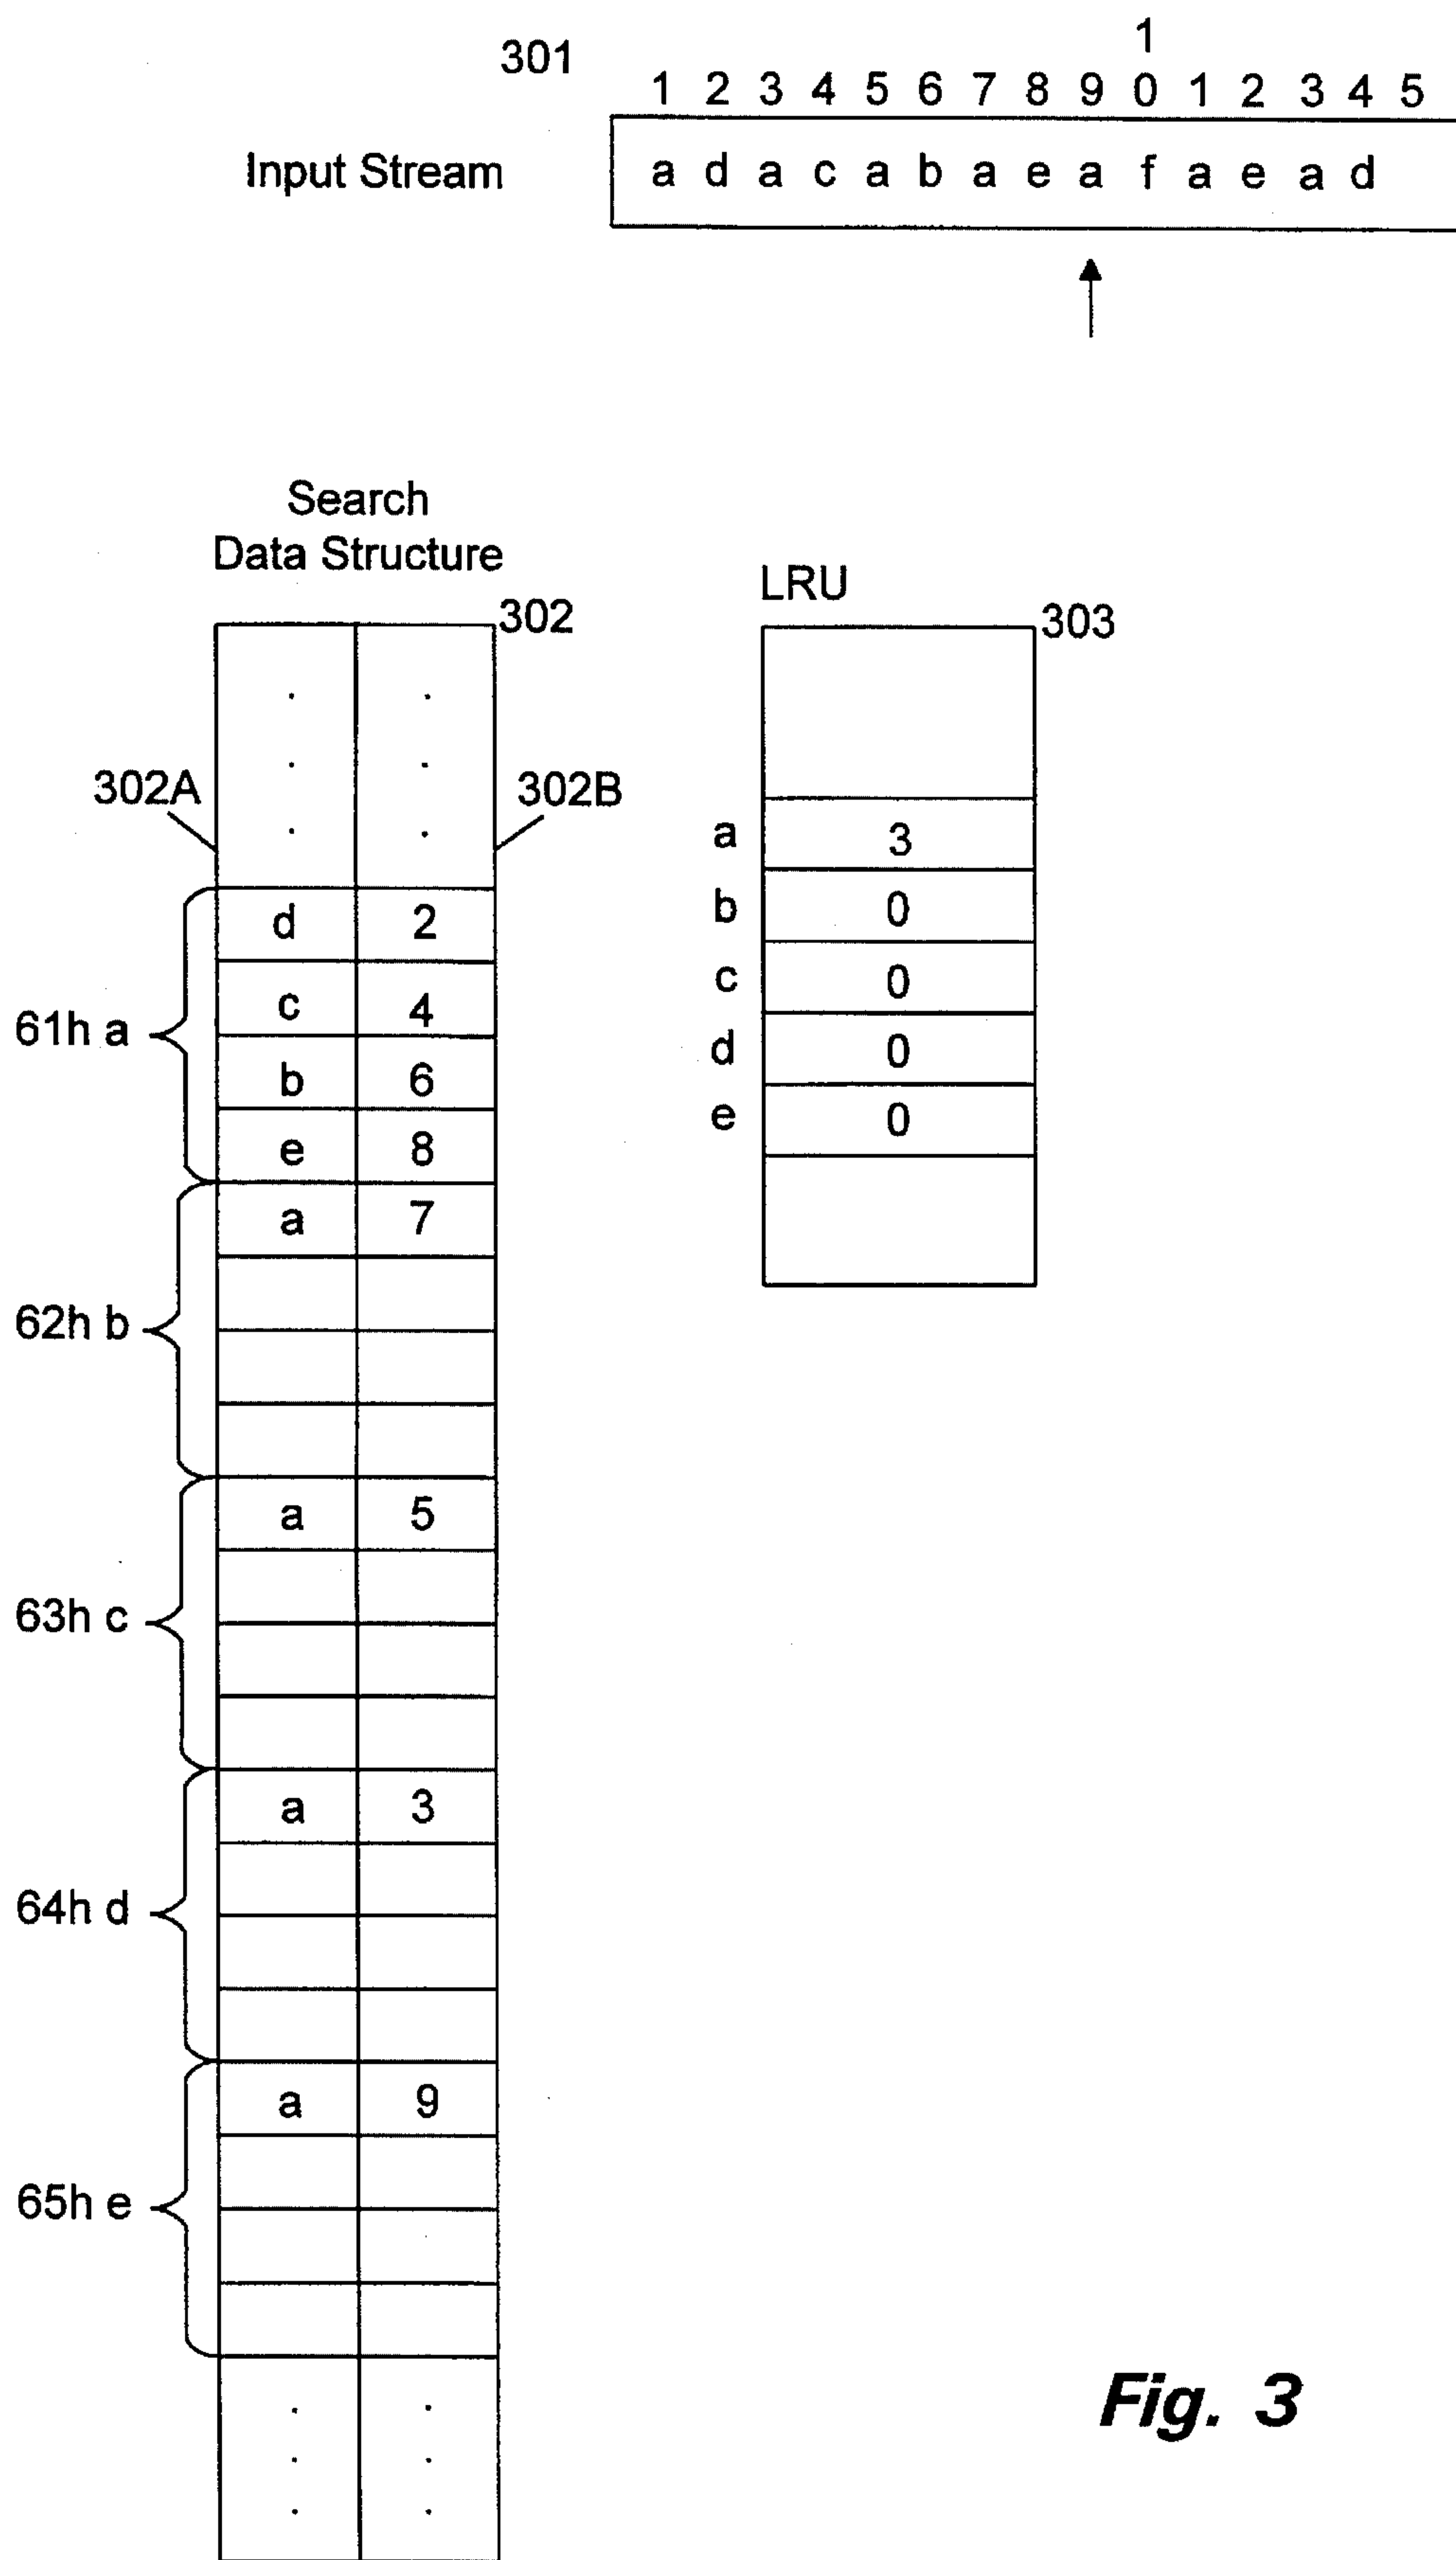 1
301 1 2 3 4 5 6 7 8 9 0 1 2 3 4 5
Input Stream a d a c a b a e a f a e a d
Search
Data Structure
302
LRU
303
302A
302B
a 3
b 0
c 0
d 0
e 0
61h a
d 2
c 4
b 6
e 8
62h b
a 7
63h c
a 5
64h d
a 3
65h e
a 9
Fig. 3